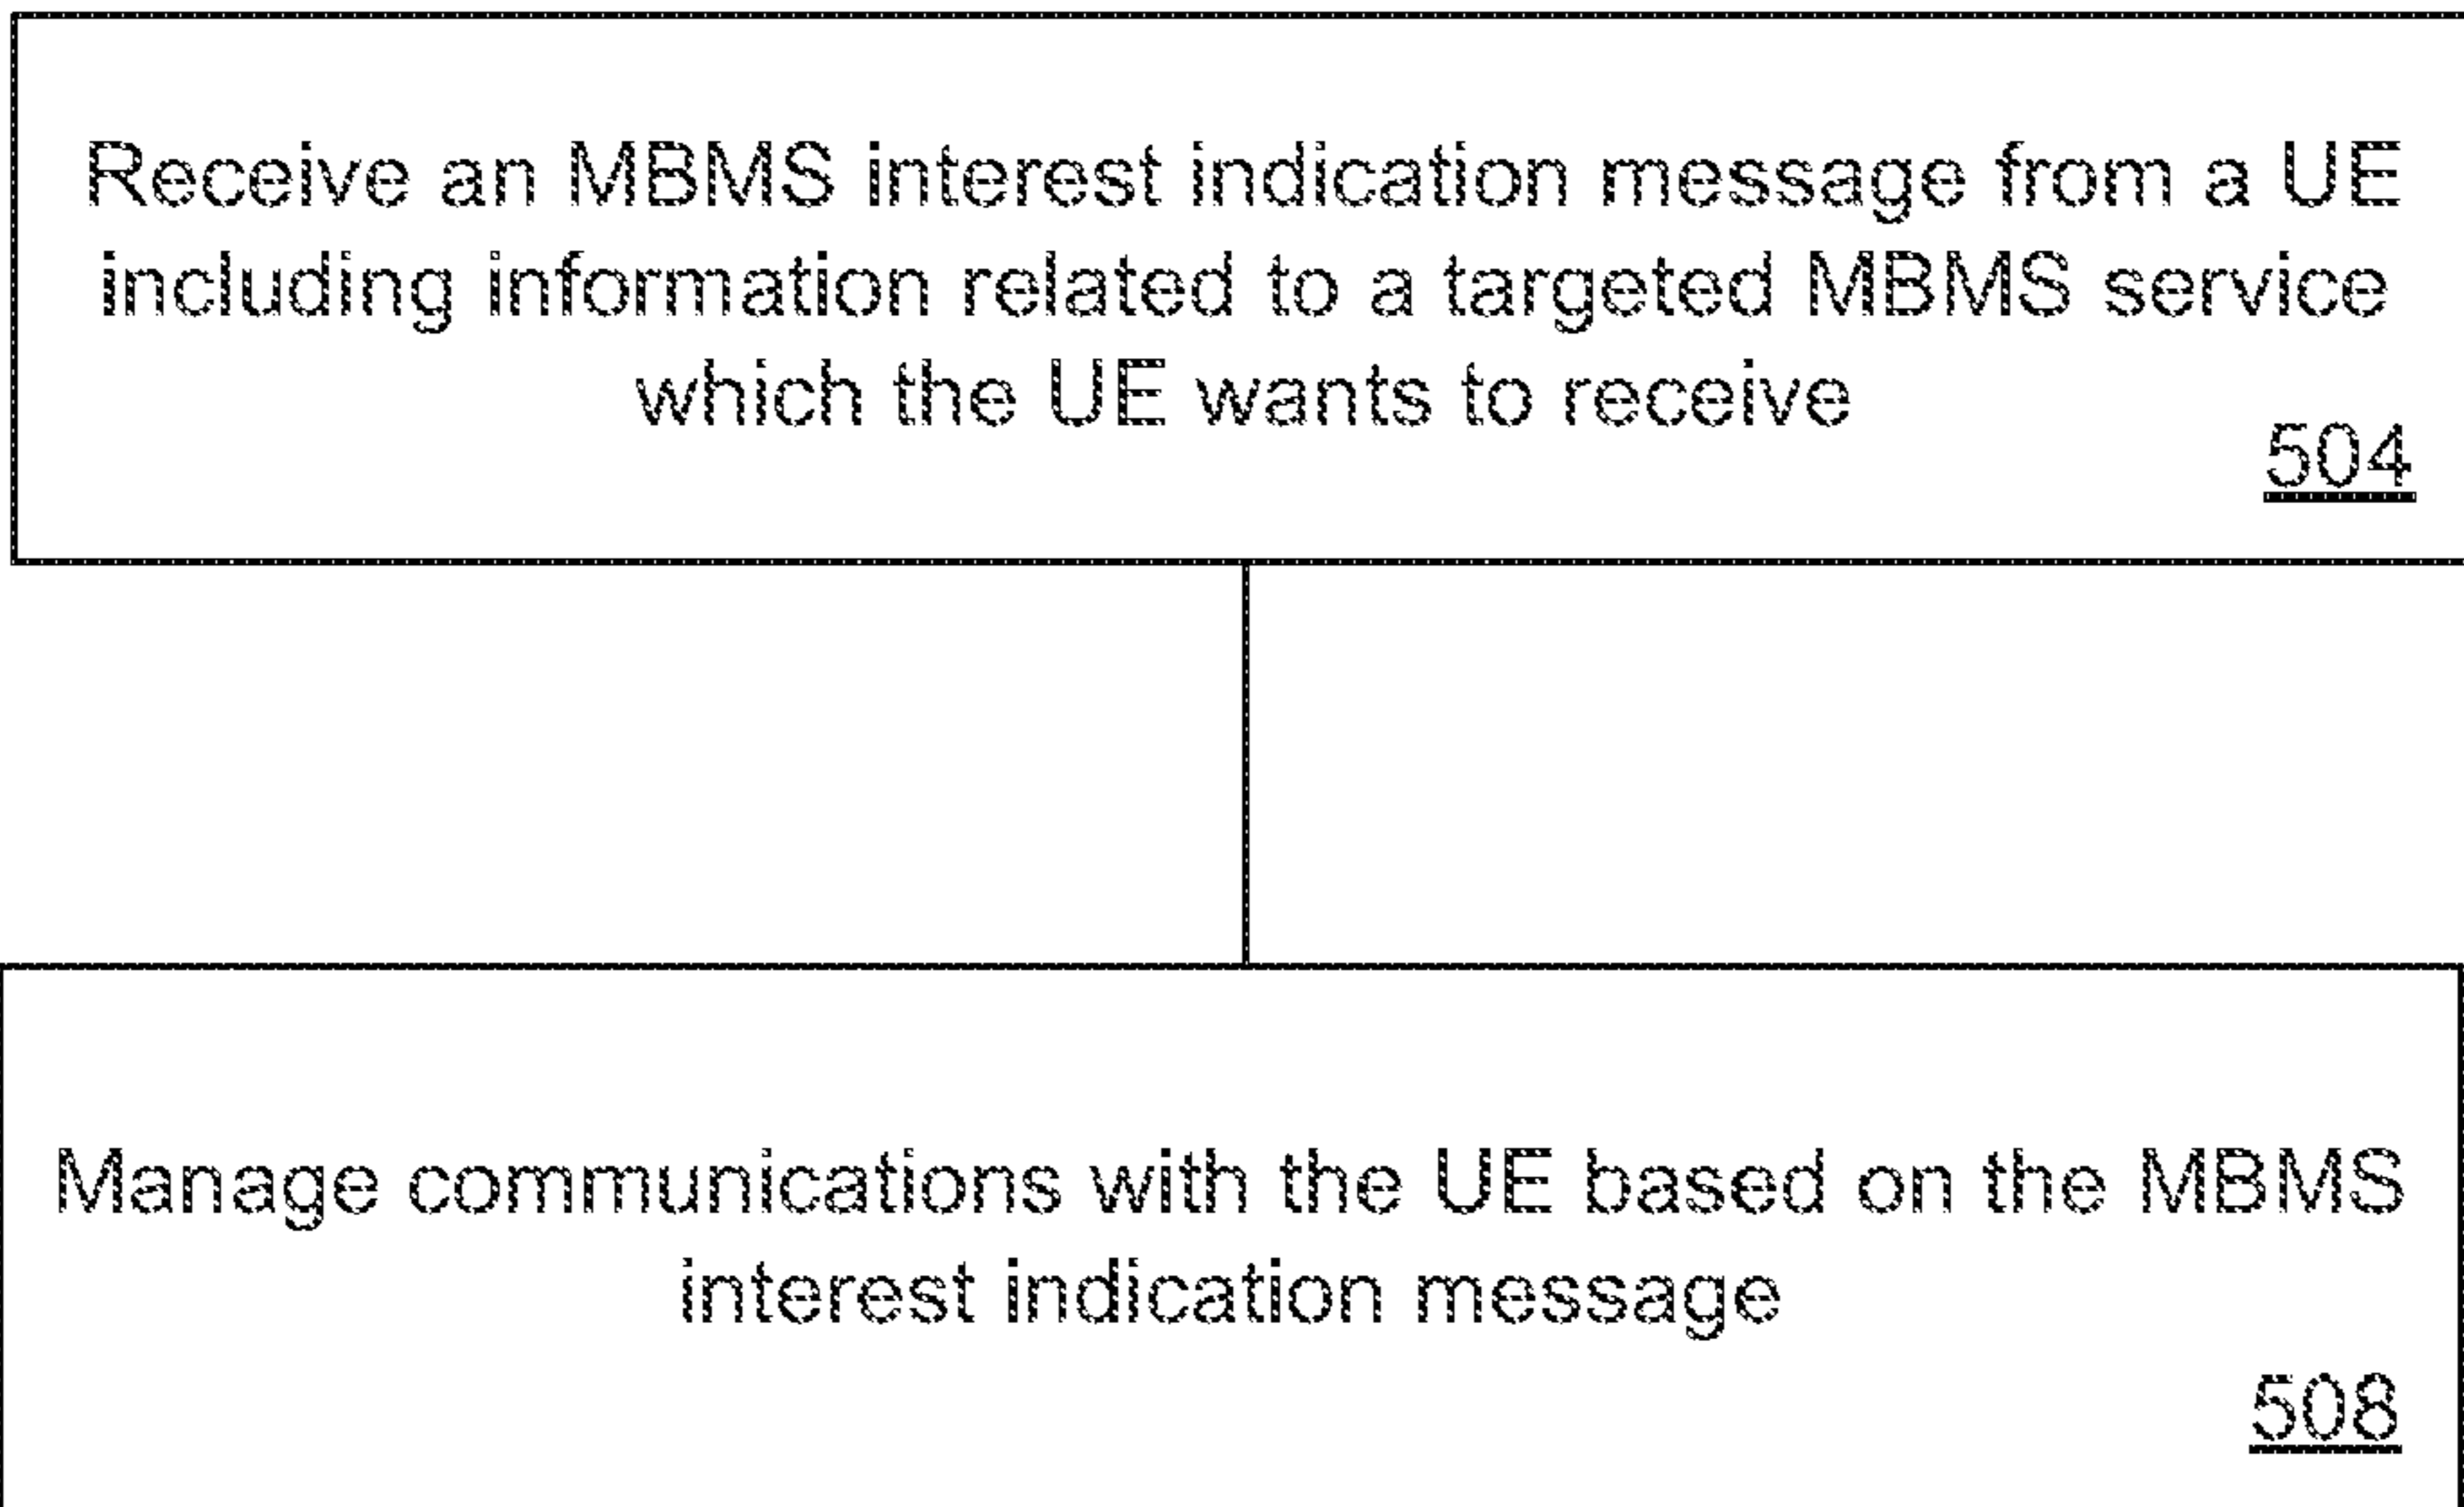 Receive an MBMS interest indication message from a UE
including information related to a targeted MBMS service
which the UE wants to receive
504
Manage communications with the UE based on the MBMS
interest indication message
508